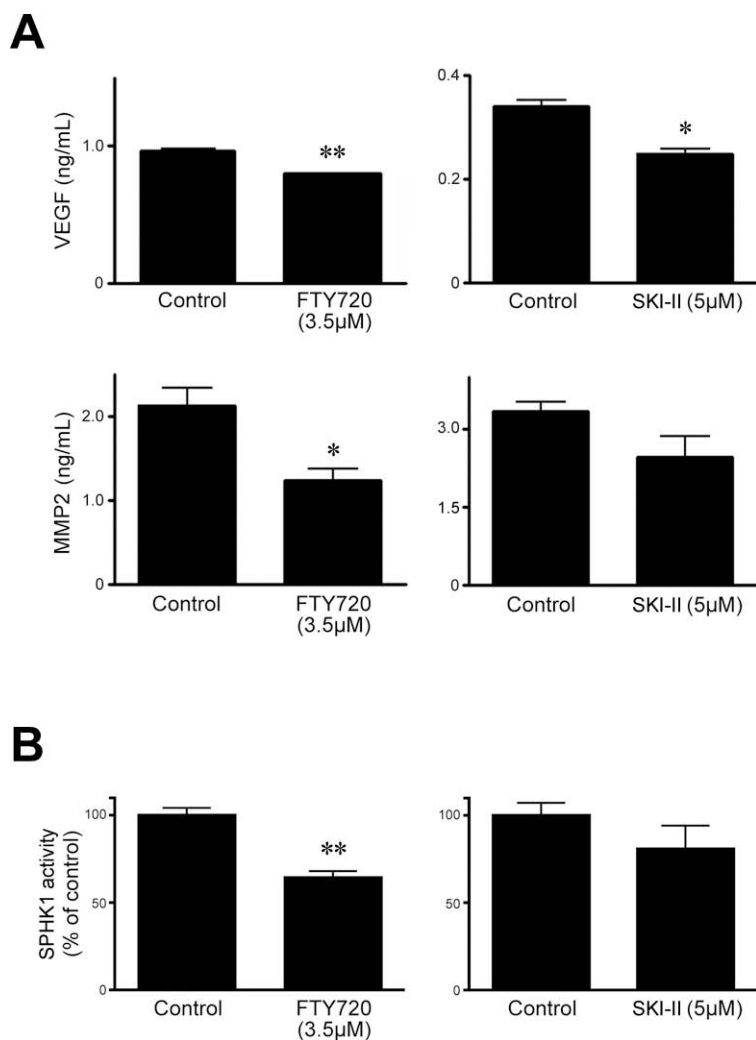 A
VEGF (ng/mL)
1.0
0
Control
FTY720
(3.5μM)
**
0.4
0.2
0
Control
SKI-II (5μM)
*
MMP2 (ng/mL)
2.0
1.0
0
Control
FTY720
(3.5μM)
*
3.0
1.5
0
Control
SKI-II (5μM)
B
SPHK1 activity
(% of control)
100
50
0
Control
FTY720
(3.5μM)
**
100
50
0
Control
SKI-II (5μM)